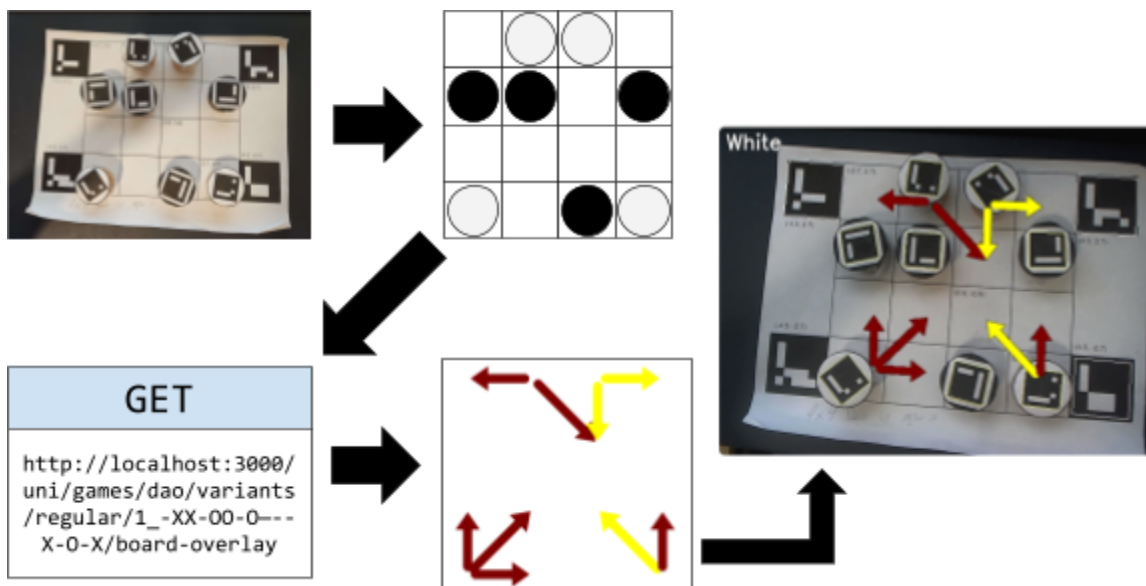 White
GET
http://localhost:3000/
uni/games/dao/variants
/regular/1_-XX-OO-O—---
X-O-X/board-overlay